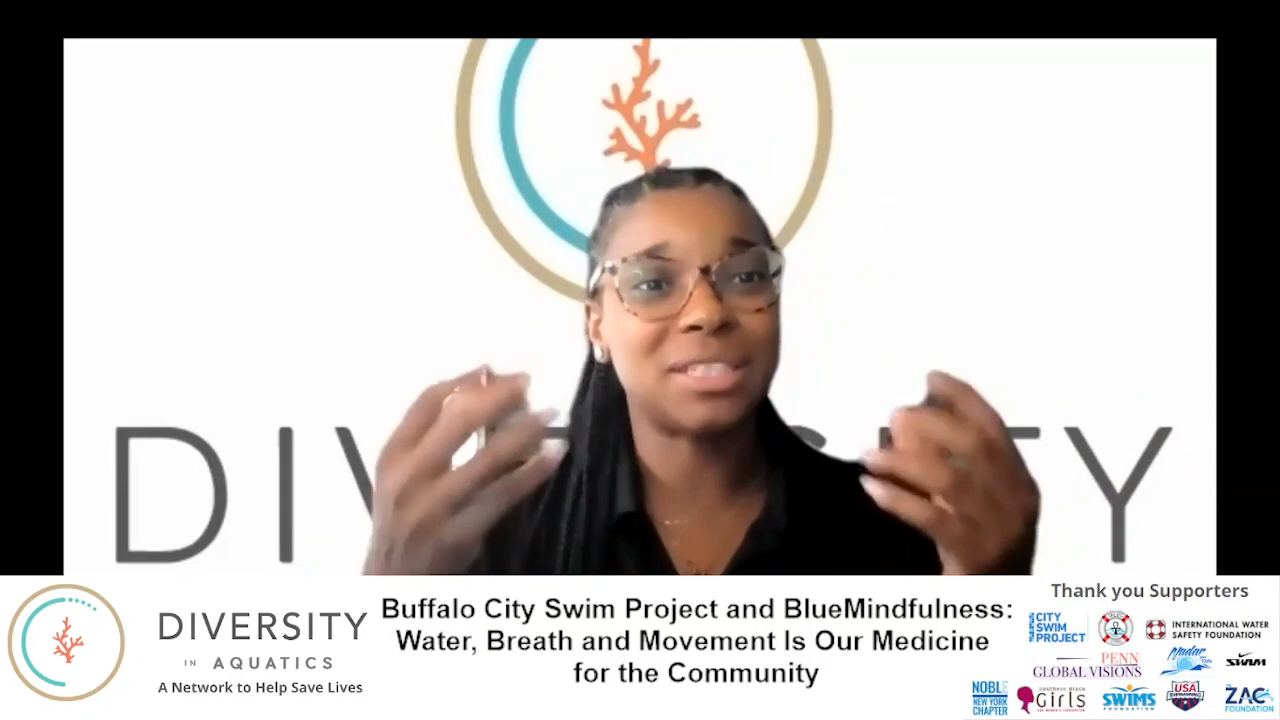 DIVERSITY
DIVERSITY
IN AQUATICS
A Network to Help Save Lives
Buffalo City Swim Project and BlueMindfulness:
Water, Breath and Movement Is Our Medicine
for the Community
Thank you Supporters
CITY
SWIM
PROJECT
INTERNATIONAL WATER
SAFETY FOUNDATION
PENN
GLOBAL VISIONS
SWIM
NOBLE
NEW YORK
CHAPTER
Girls
SWIMS
FOUNDATION
USA
SWIMMING
ZAC
FOUNDATION